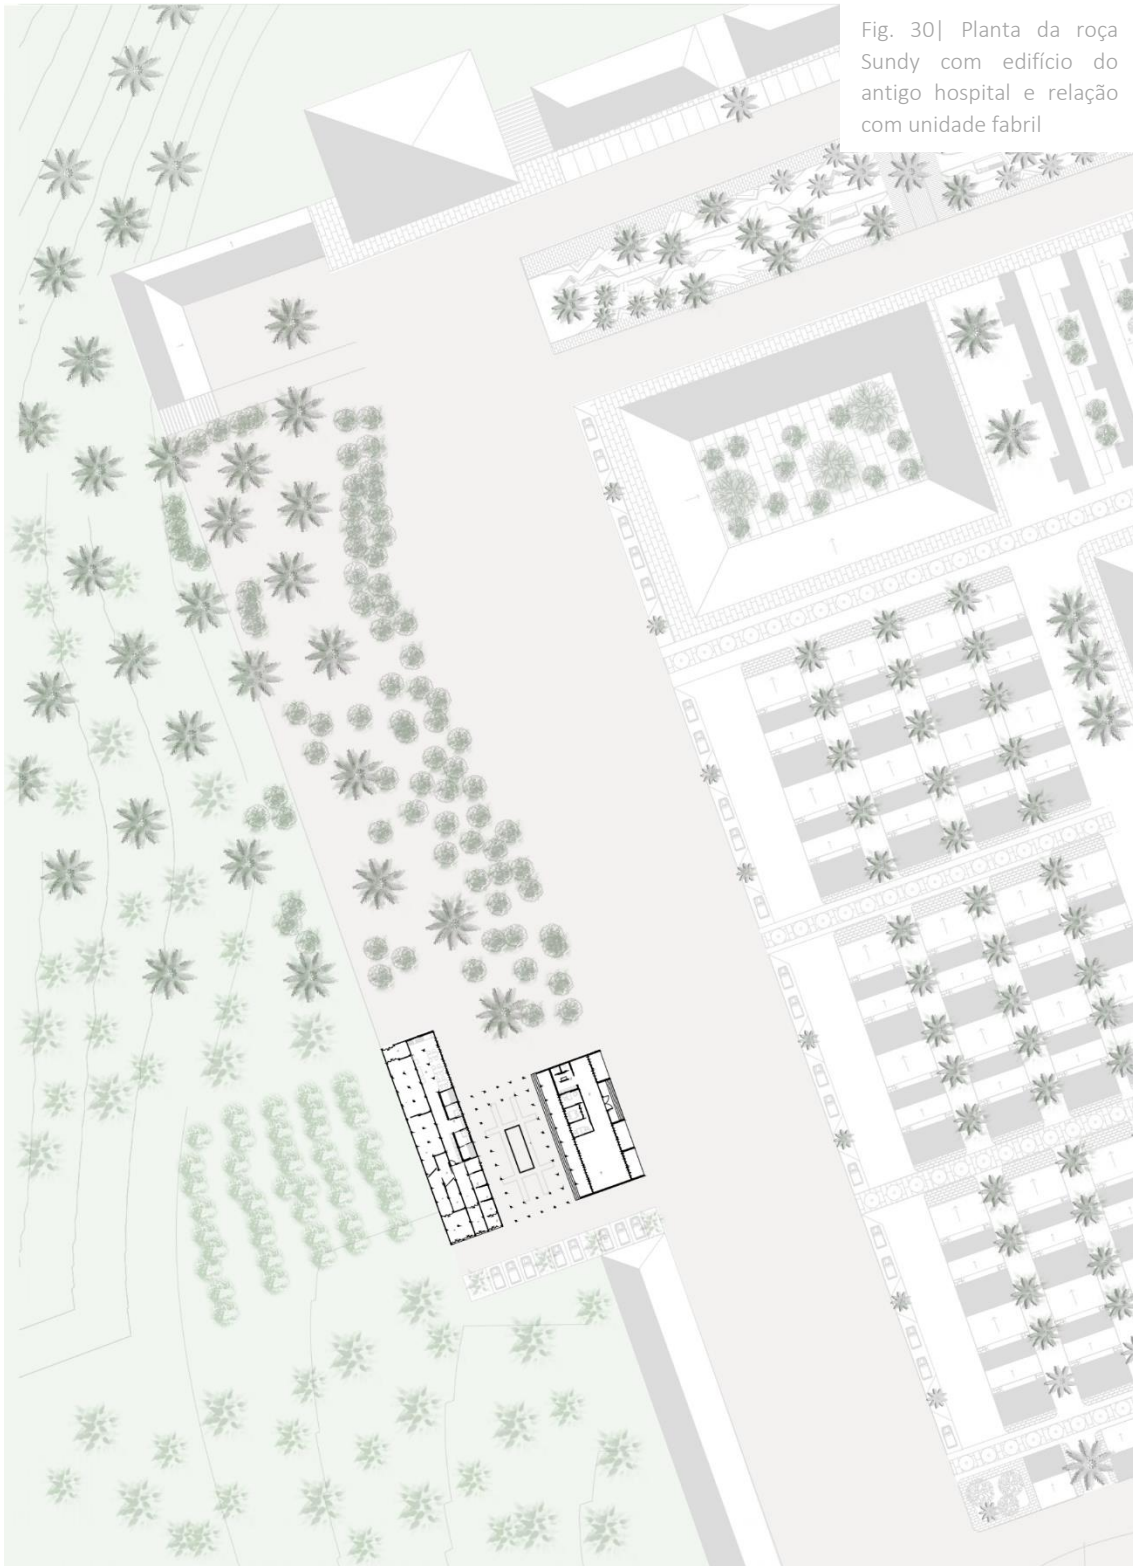 Fig. 30| Planta da roça
Sundy com edifício do
antigo hospital e relação
com unidade fabril